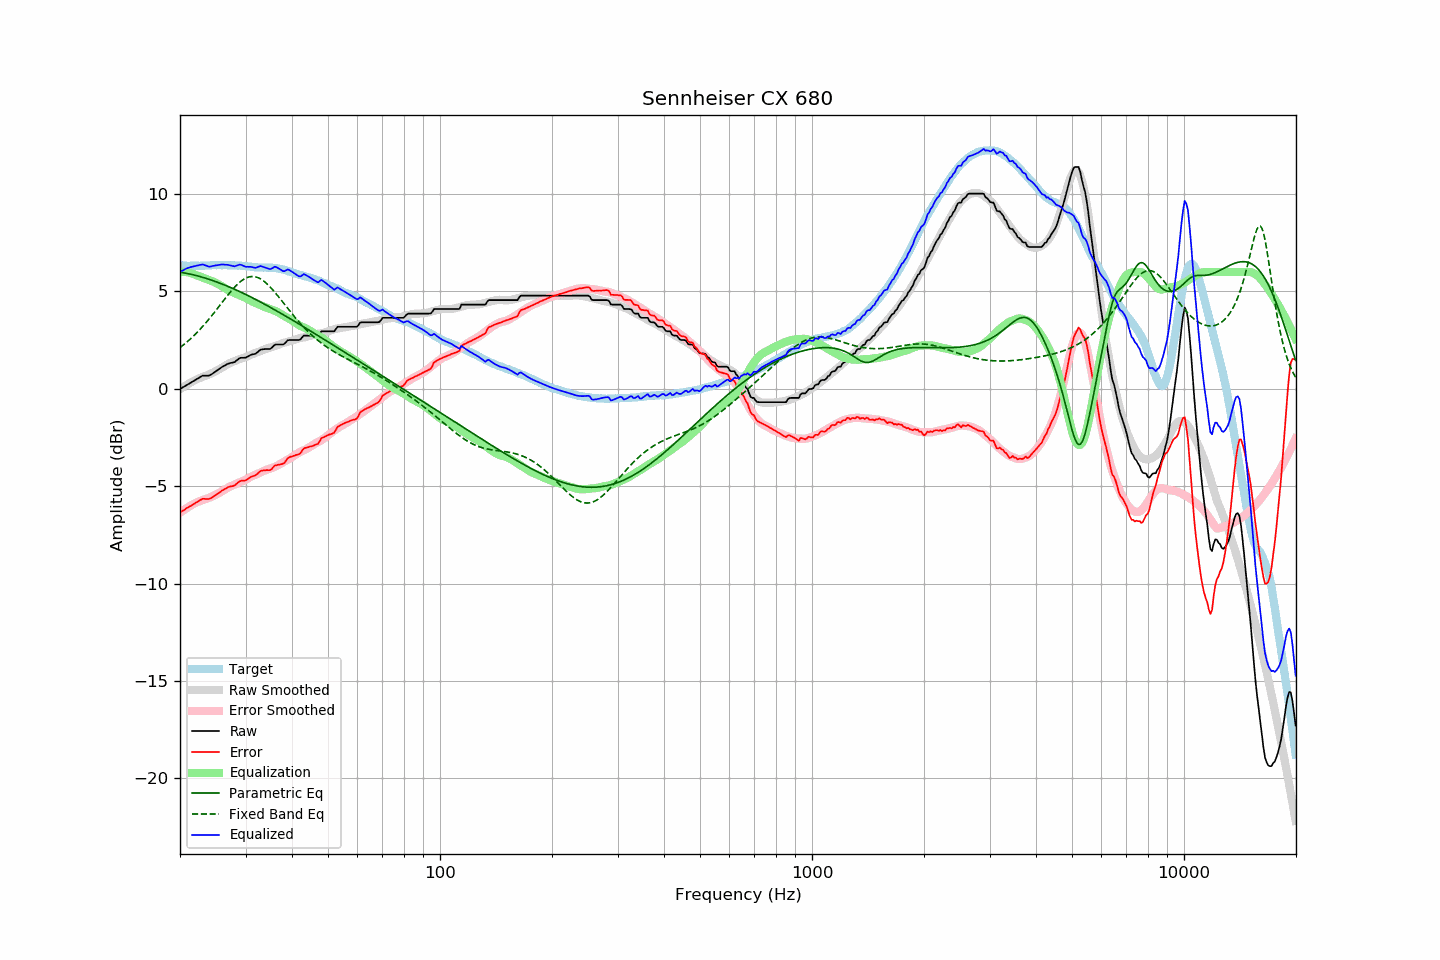 Sennheiser CX 680
Amplitude (dBr)
10
5
0
−5
−10
−15
−20
Target
Raw Smoothed
Error Smoothed
Raw
Error
Equalization
Parametric Eq
Fixed Band Eq
Equalized
100
1000
10000
Frequency (Hz)